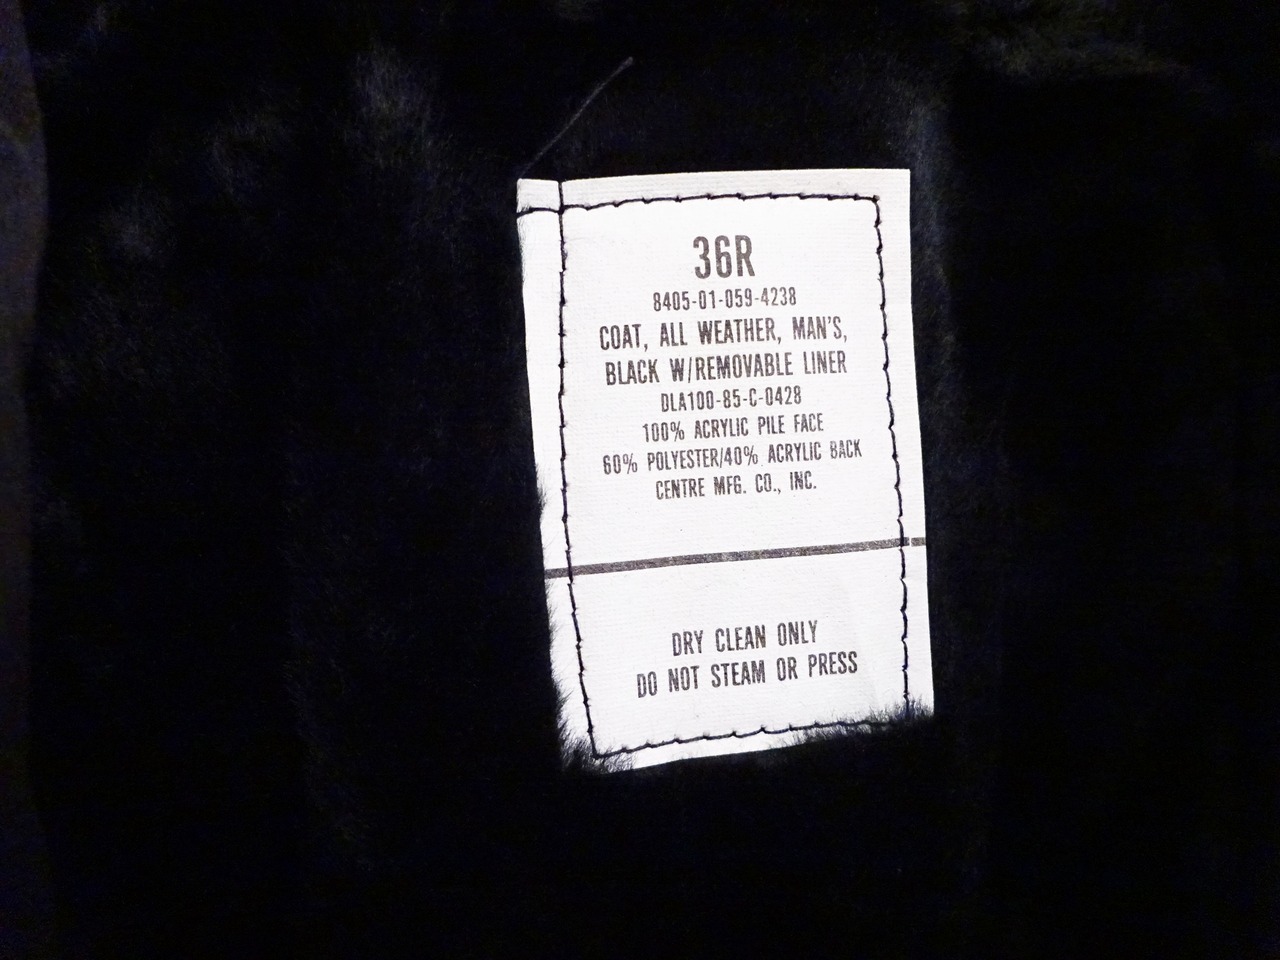 36R
8405-01-059-4238
COAT, ALL WEATHER, MAN'S,
BLACK W/REMOVABLE LINER
DLA100-85-C-0428
100% ACRYLIC PILE FACE
60% POLYESTER/40% ACRYLIC BACK
CENTRE MFG. CO., INC.
DRY CLEAN ONLY
DO NOT STEAM OR PRESS